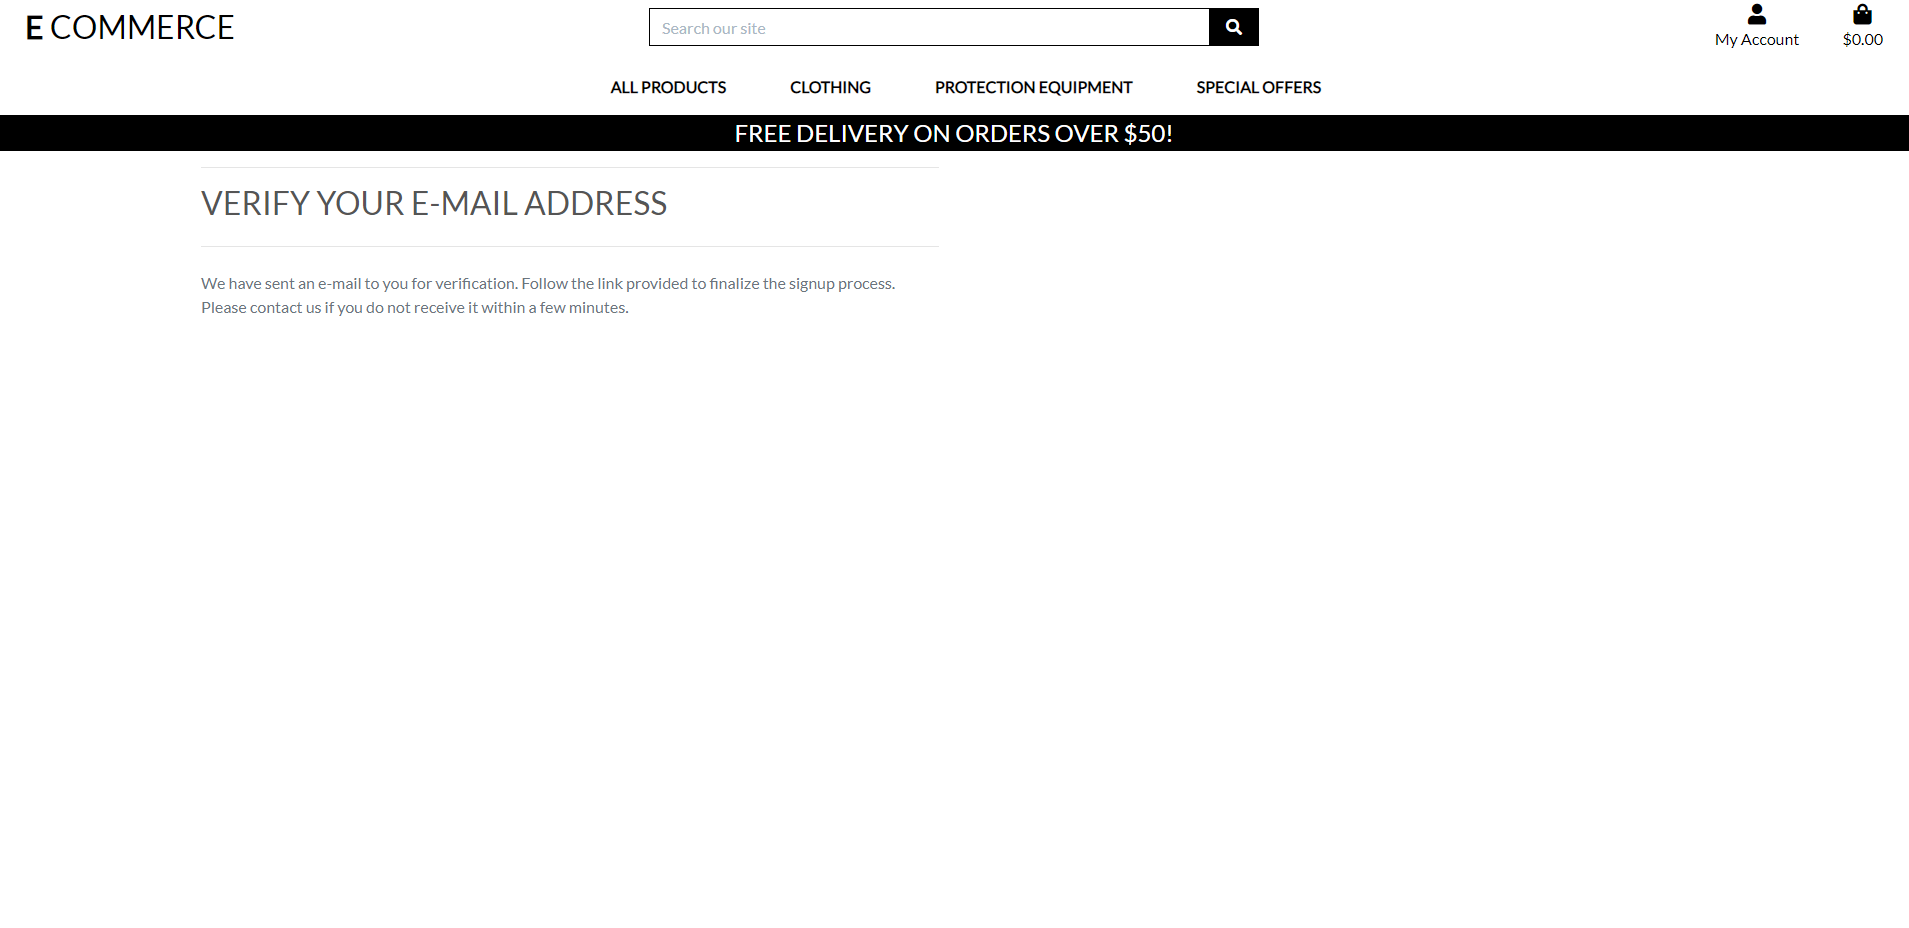 E COMMERCE
Search our site
My Account
$0.00
ALL PRODUCTS
CLOTHING
PROTECTION EQUIPMENT
SPECIAL OFFERS
FREE DELIVERY ON ORDERS OVER $50!
VERIFY YOUR E-MAIL ADDRESS
We have sent an e-mail to you for verification. Follow the link provided to finalize the signup process.
Please contact us if you do not receive it within a few minutes.